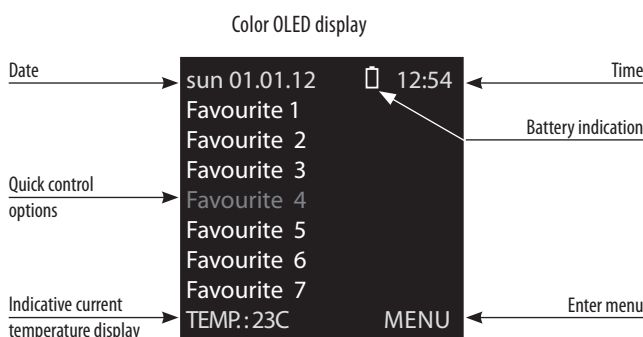 Color OLED display
Date
sun 01.01.12 12:54
Time
Favourite 1
Battery indication
Favourite 2
Favourite 3
Quick control
options
Favourite 4
Favourite 5
Favourite 6
Favourite 7
Indicative current
temperature display
TEMP.: 23C MENU
Enter menu